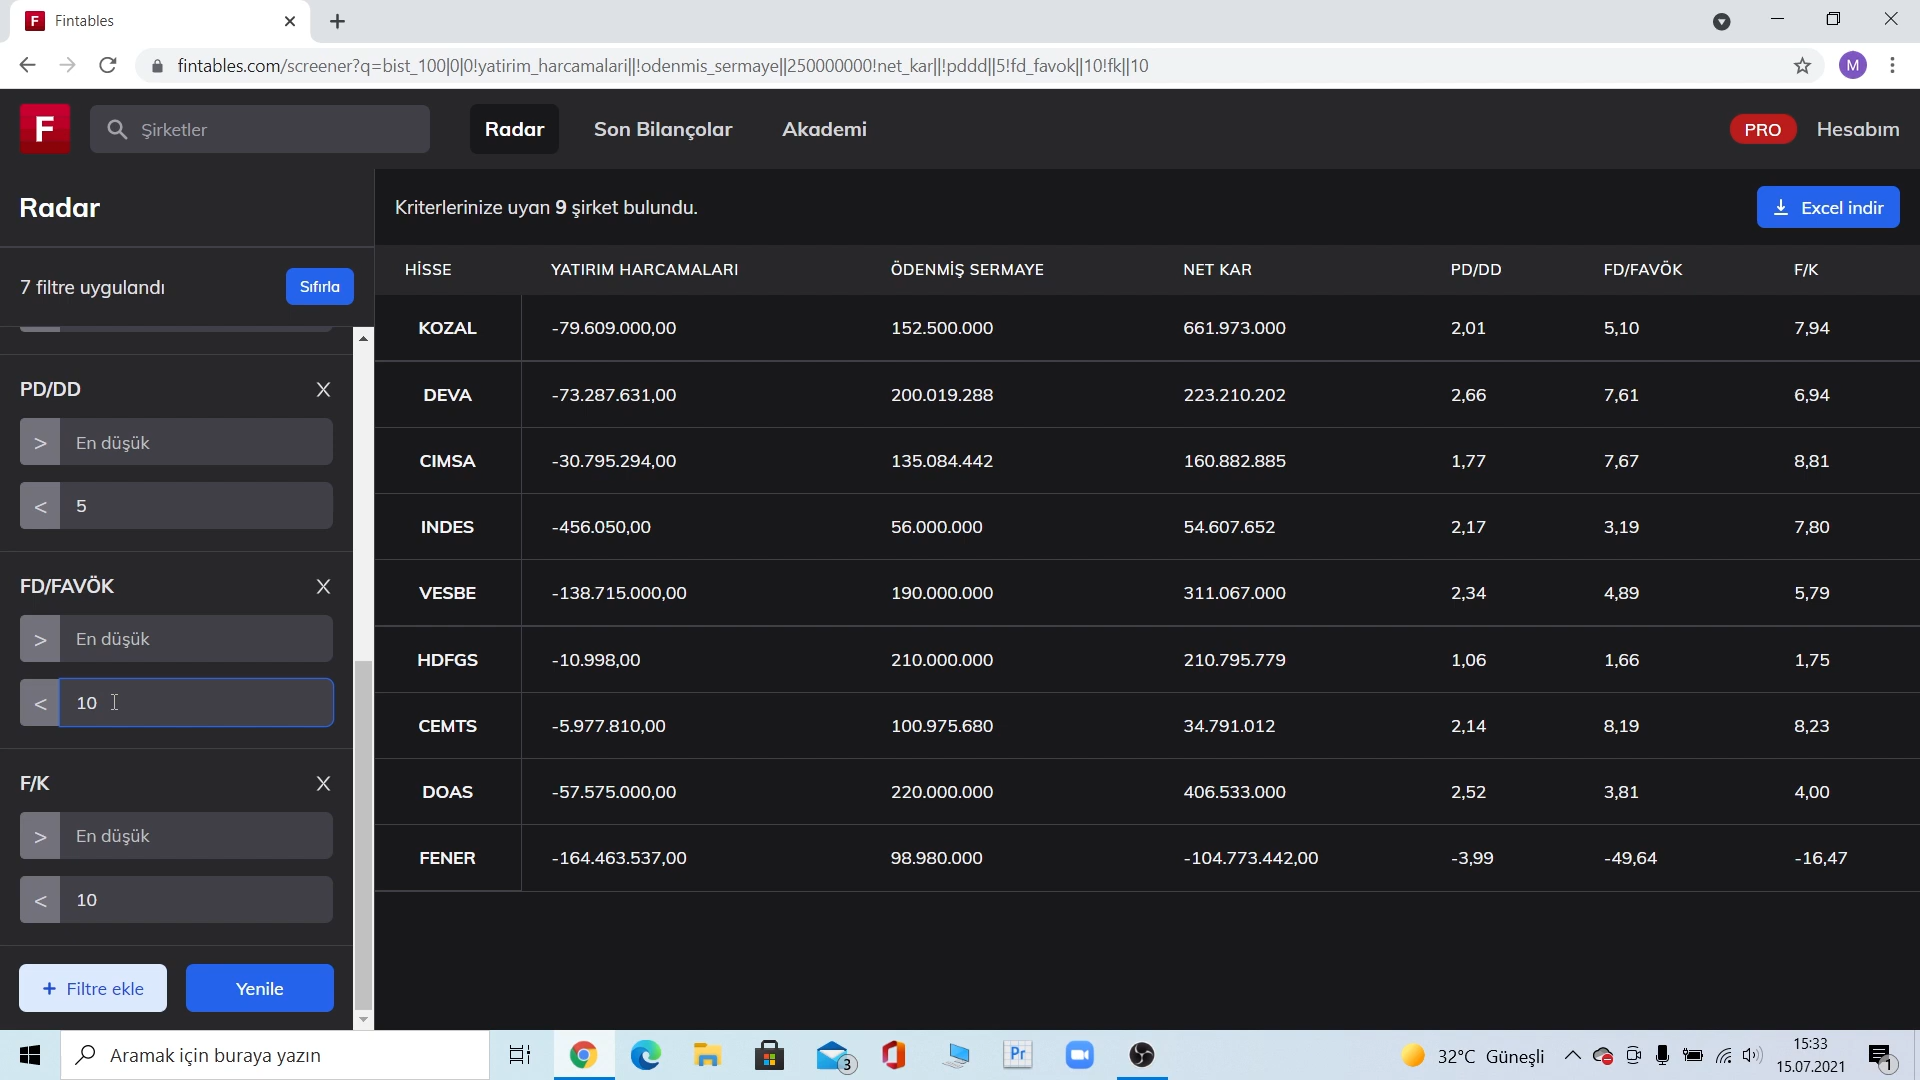 F Fintables
fintables.com/screener?q=bist_100|0|0!yatirim_harcamalari||!odenmis_sermaye||250000000!net_kar||!pddd||5!fd_favok||10!fk||10
M
F
Şirketler
Radar
Son Bilançolar
Akademi
PRO
Hesabım
Radar
Kriterlerinize uyan 9 şirket bulundu.
Excel indir
7 filtre uygulandı
Sıfırla
HİSSE YATIRIM HARCAMALARI ÖDENMİŞ SERMAYE NET KAR PD/DD FD/FAVÖK F/K
KOZAL -79.609.000,00 152.500.000 661.973.000 2,01 5,10 7,94
DEVA -73.287.631,00 200.019.288 223.210.202 2,66 7,61 6,94
CIMSA -30.795.294,00 135.084.442 160.882.885 1,77 7,67 8,81
INDES -456.050,00 56.000.000 54.607.652 2,17 3,19 7,80
VESBE -138.715.000,00 190.000.000 311.067.000 2,34 4,89 5,79
HDFGS -10.998,00 210.000.000 210.795.779 1,06 1,66 1,75
CEMTS -5.977.810,00 100.975.680 34.791.012 2,14 8,19 8,23
DOAS -57.575.000,00 220.000.000 406.533.000 2,52 3,81 4,00
FENER -164.463.537,00 98.980.000 -104.773.442,00 -3,99 -49,64 -16,47
PD/DD X
> En düşük
< 5
FD/FAVÖK X
> En düşük
< 10
F/K X
> En düşük
< 10
+ Filtre ekle
Yenile
Aramak için buraya yazın
3
Pr
32°C Güneşli
15:33
15.07.2021
1